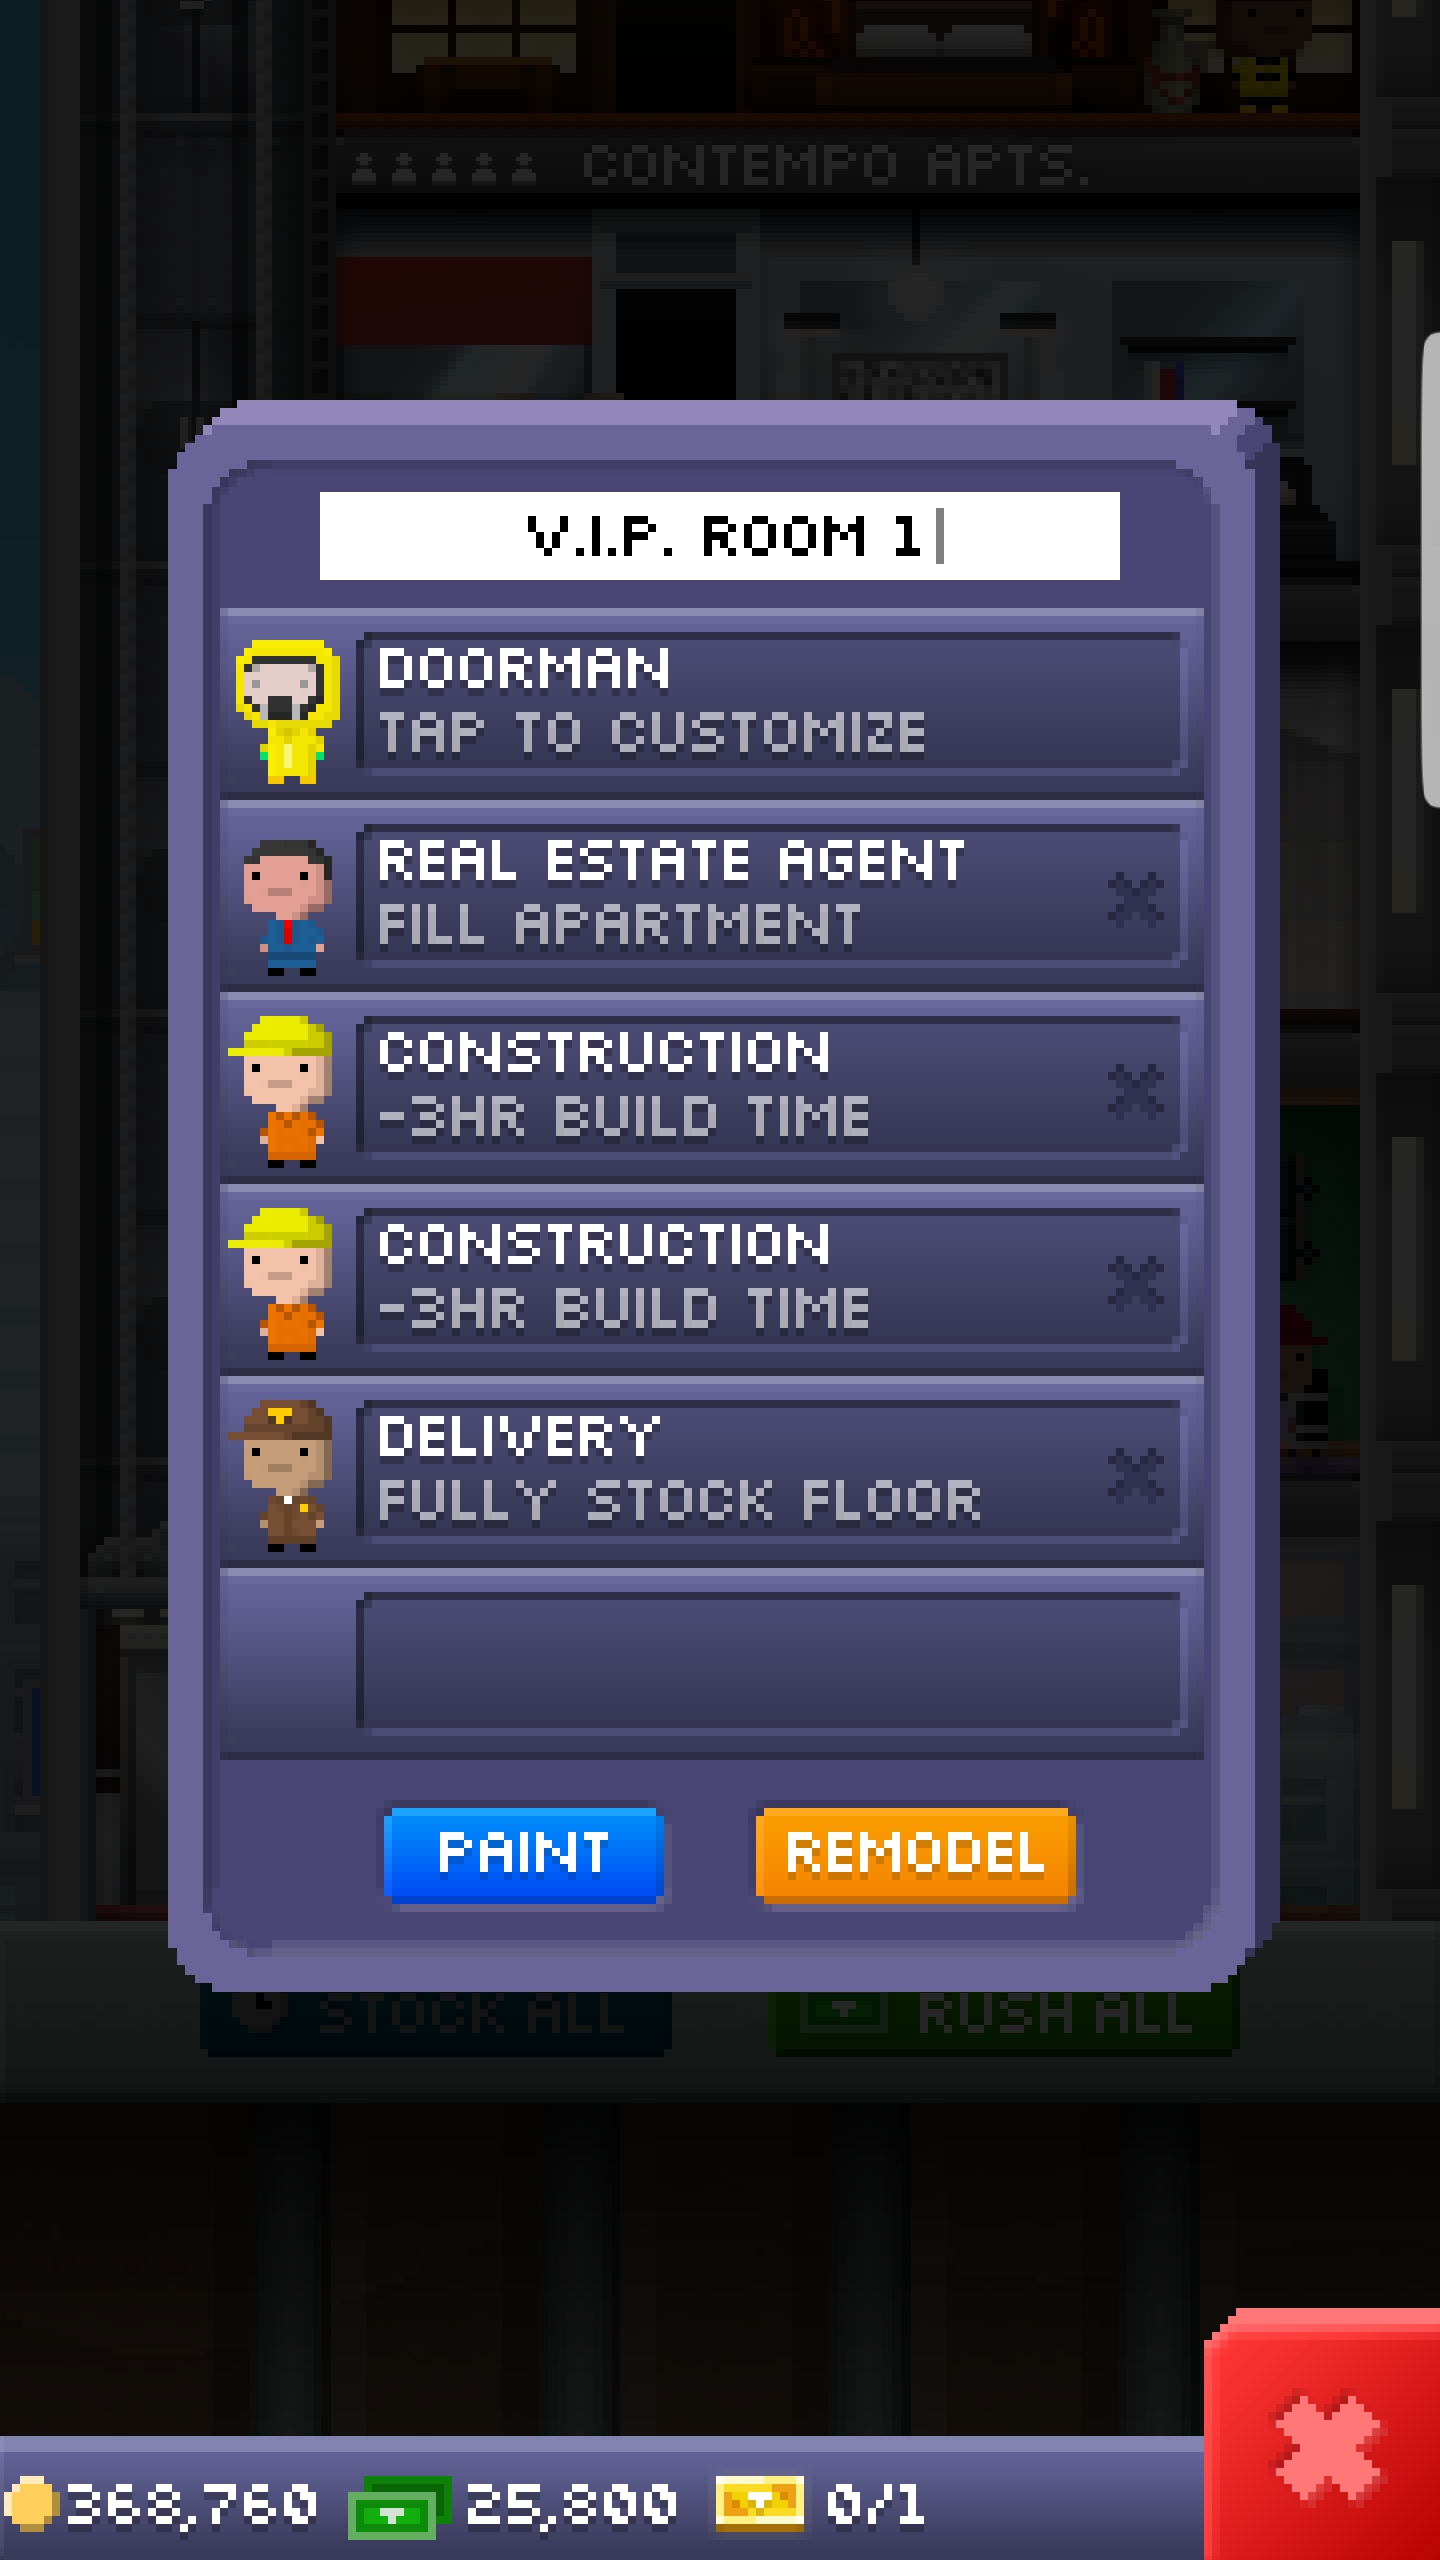 CONTEMPO APTS.
V.I.P. ROOM 1
DOORMAN
TAP TO CUSTOMIZE
REAL ESTATE AGENT
FILL APARTMENT
CONSTRUCTION
-3HR BUILD TIME
CONSTRUCTION
-3HR BUILD TIME
DELIVERY
FULLY STOCK FLOOR
PAINT REMODEL
STOCK ALL RUSH ALL
368,760 25,800 0/1